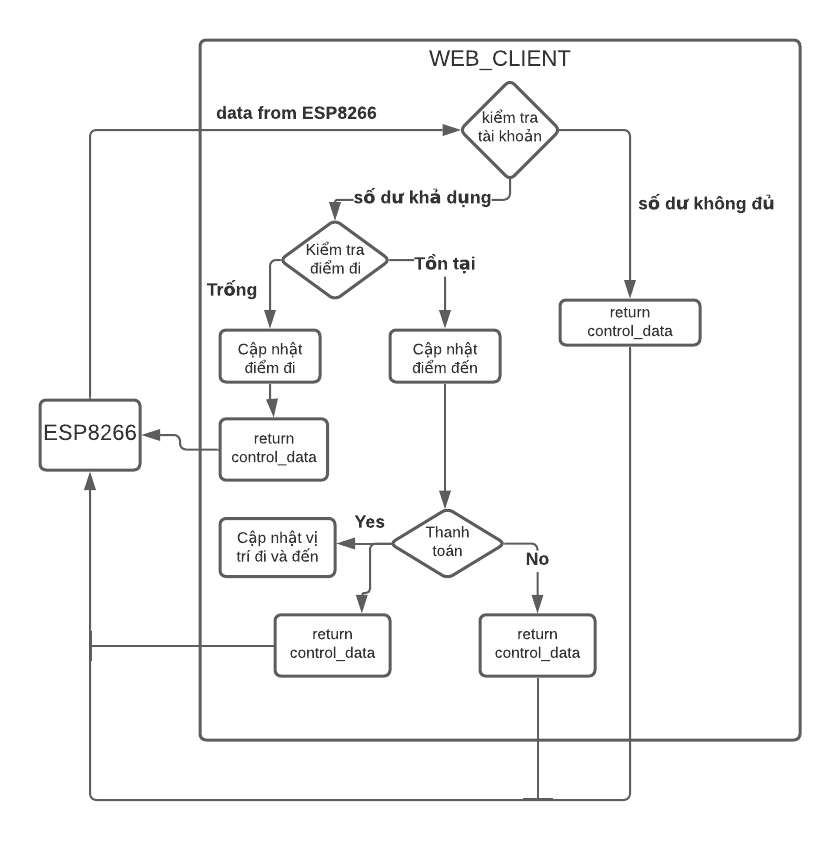 WEB_CLIENT
data from ESP8266
kiểm tra
tài khoản
số dư khả dụng
số dư không đủ
Kiểm tra
điểm đi
Tồn tại
Trống
return
control_data
Cập nhật
điểm đi
Cập nhật
điểm đến
ESP8266
return
control_data
Yes
Thanh
toán
Cập nhật vị
trí đi và đến
No
return
control_data
return
control_data